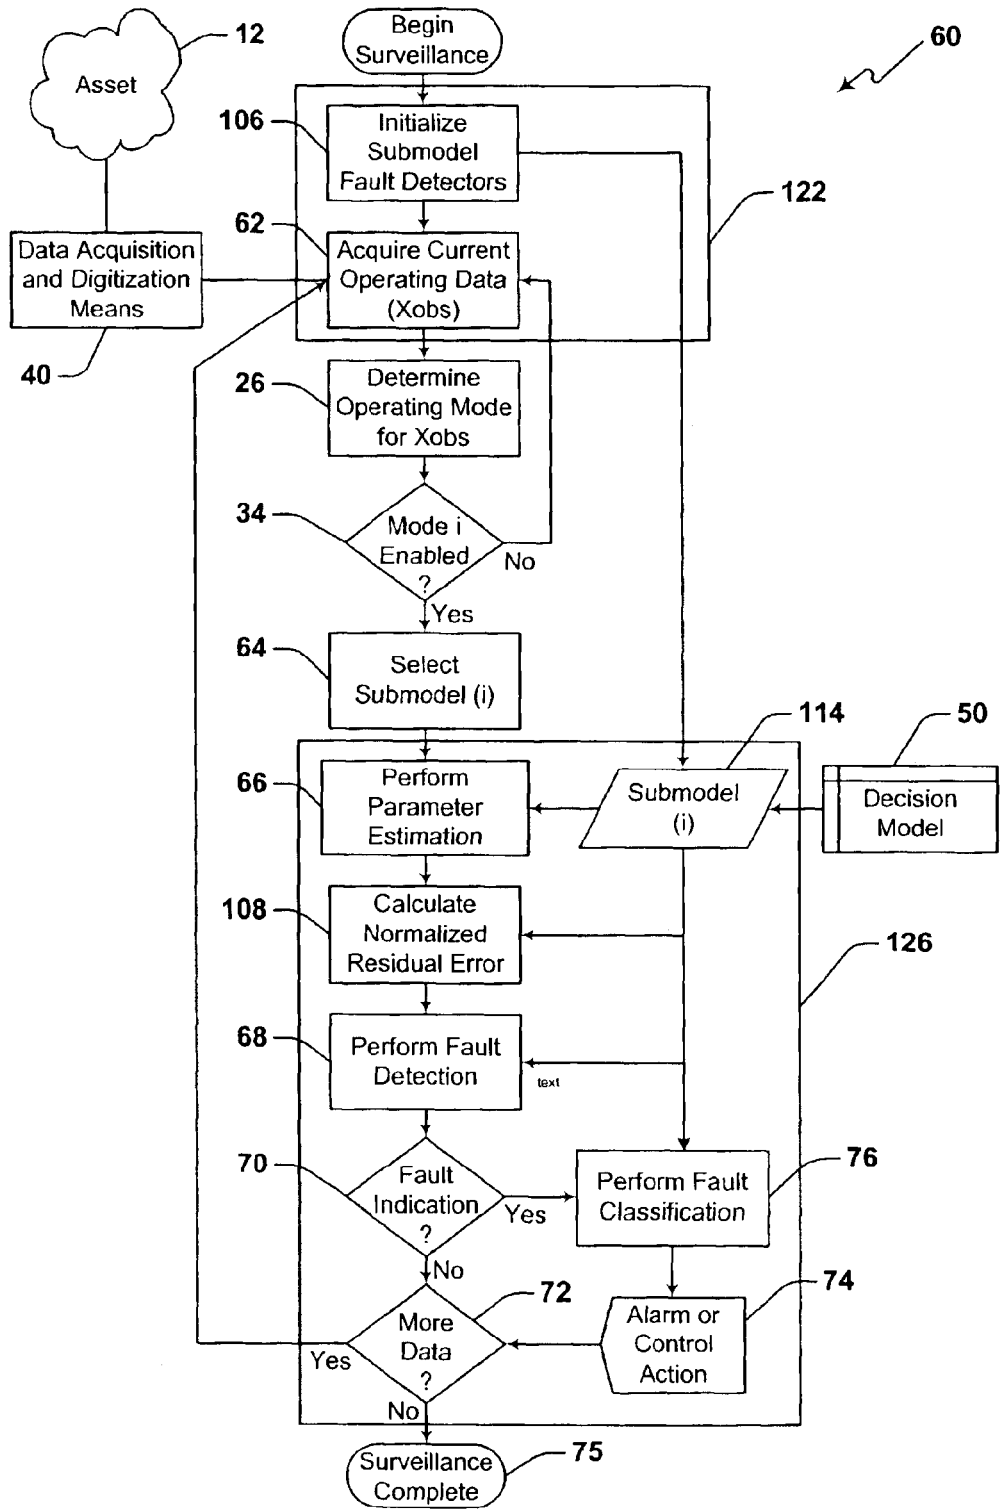 12
Asset
Begin
Surveillance
60
106
Initialize
Submodel
Fault Detectors
122
62
Data Acquisition
and Digitization
Means
Acquire Current
Operating Data
(Xobs)
40
26
Determine
Operating Mode
for Xobs
34
Mode i
Enabled
?
No
Yes
64
Select
Submodel (i)
114
50
66
Perform
Parameter
Estimation
Submodel
(i)
Decision
Model
108
Calculate
Normalized
Residual Error
126
68
Perform Fault
Detection
text
70
Fault
Indication
?
Yes
No
76
Perform Fault
Classification
72
74
More
Data
?
Yes
No
Alarm or
Control
Action
75
Surveillance
Complete